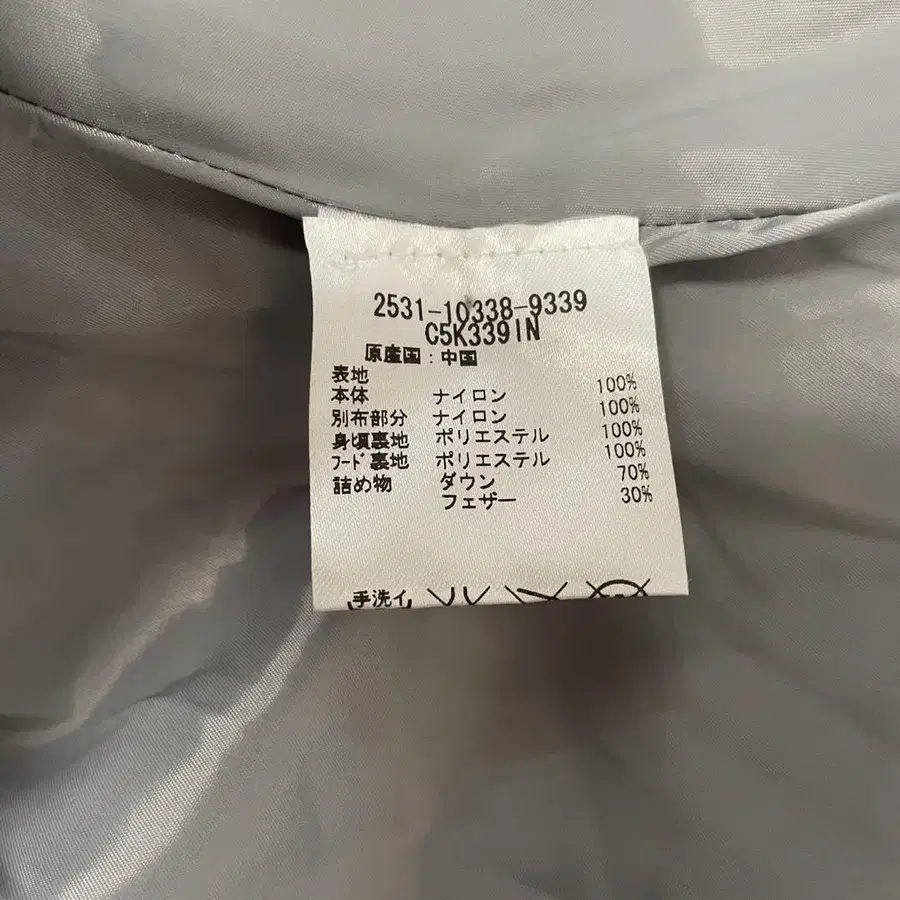 2531-10338-9339
C5K339IN
原産国：中国
表地
本体 ナイロン 100%
別布部分 ナイロン 100%
身頃裏地 ポリエステル 100%
フード裏地 ポリエステル 100%
詰め物 ダウン 70%
フェザー 30%
手洗イ